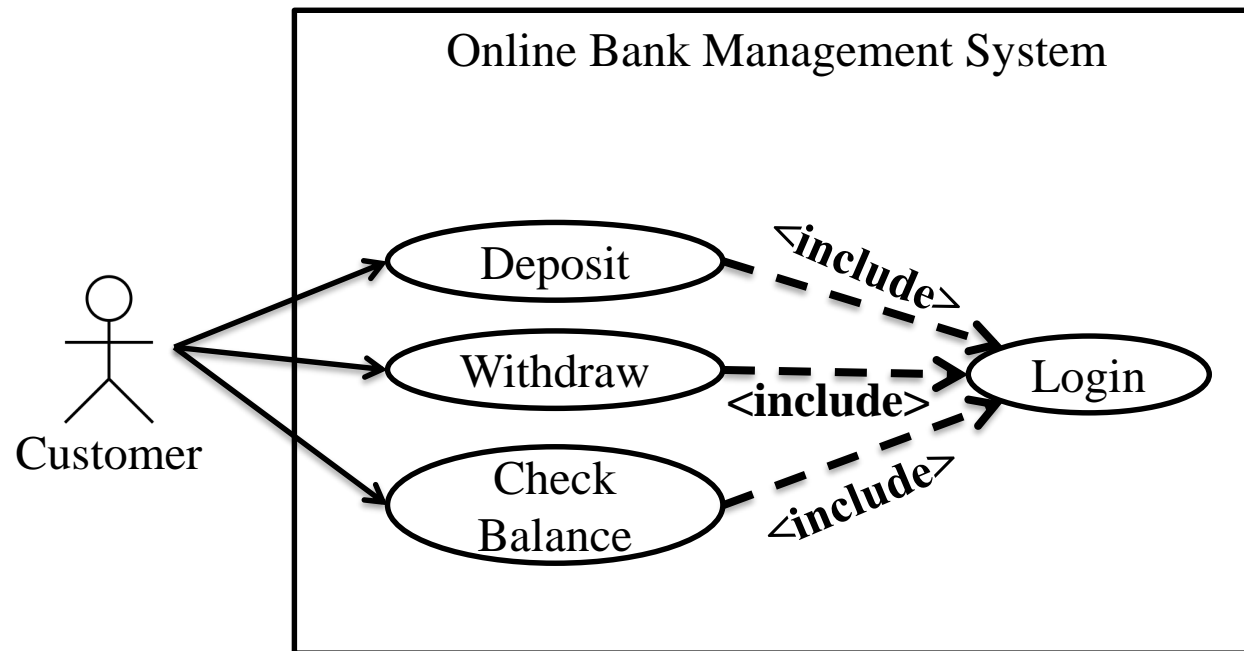 Online Bank Management System
Deposit
<include>
Withdraw
<include>
Login
Customer
Check
Balance
<include>